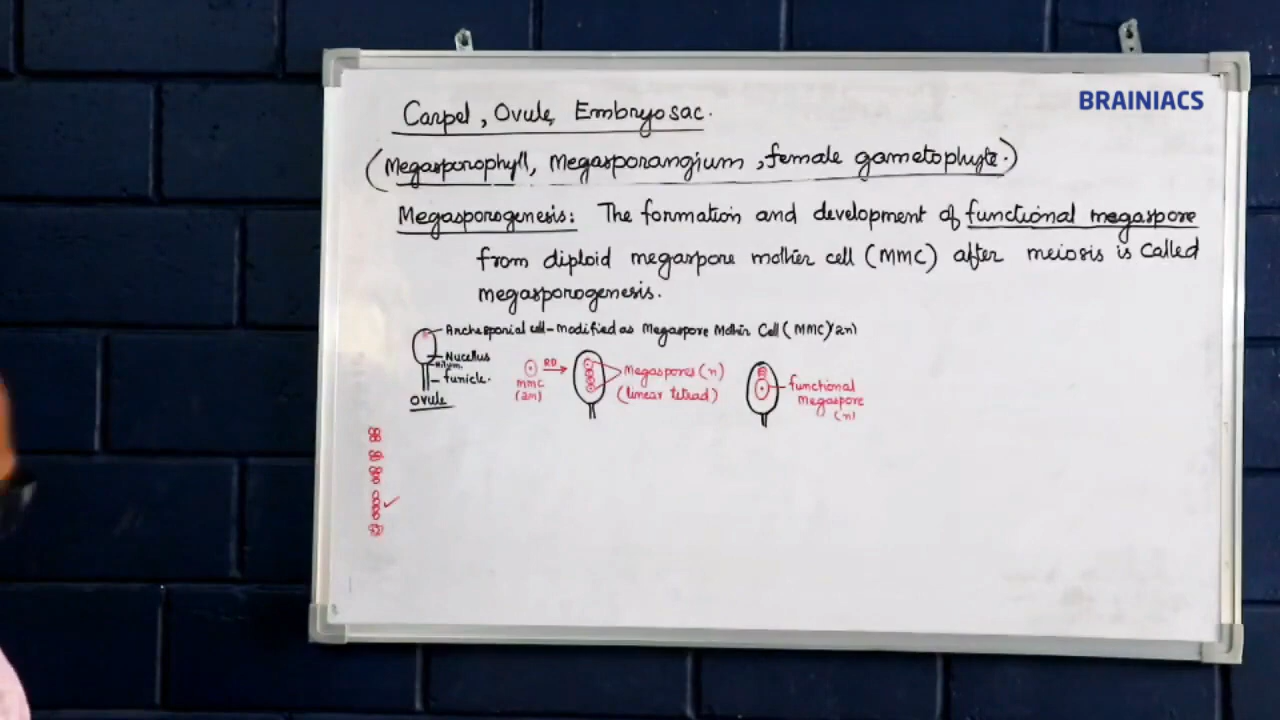 BRAINIACS
Carpel, Ovule, Embryosac.
(Megasporophyll, Megasporangium, female gametophyte.)
Megasporogenesis: The formation and development of functional megaspore
from diploid megaspore mother cell (MMC) after meiosis is called
megasporogenesis.
Archesporial cell - modified as Megaspore Mother Cell (MMC) (2n)
Nucellus
Hilum.
funicle.
Ovule
MMC
(2n)
RD
Megaspores (n)
(linear tetrad)
functional
megaspore
(n)